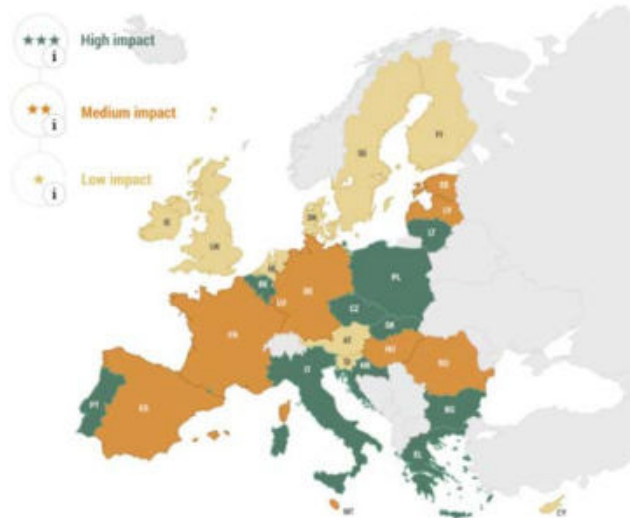 ★★★ High impact
i
★★ Medium impact
i
★ Low impact
i
FI
SE
EE
LV
DK
LT
IE
UK
NL
PL
BE
DE
LU
CZ
SK
FR
AT
HU
SI
RO
HR
IT
PT
ES
BG
EL
MT
CY